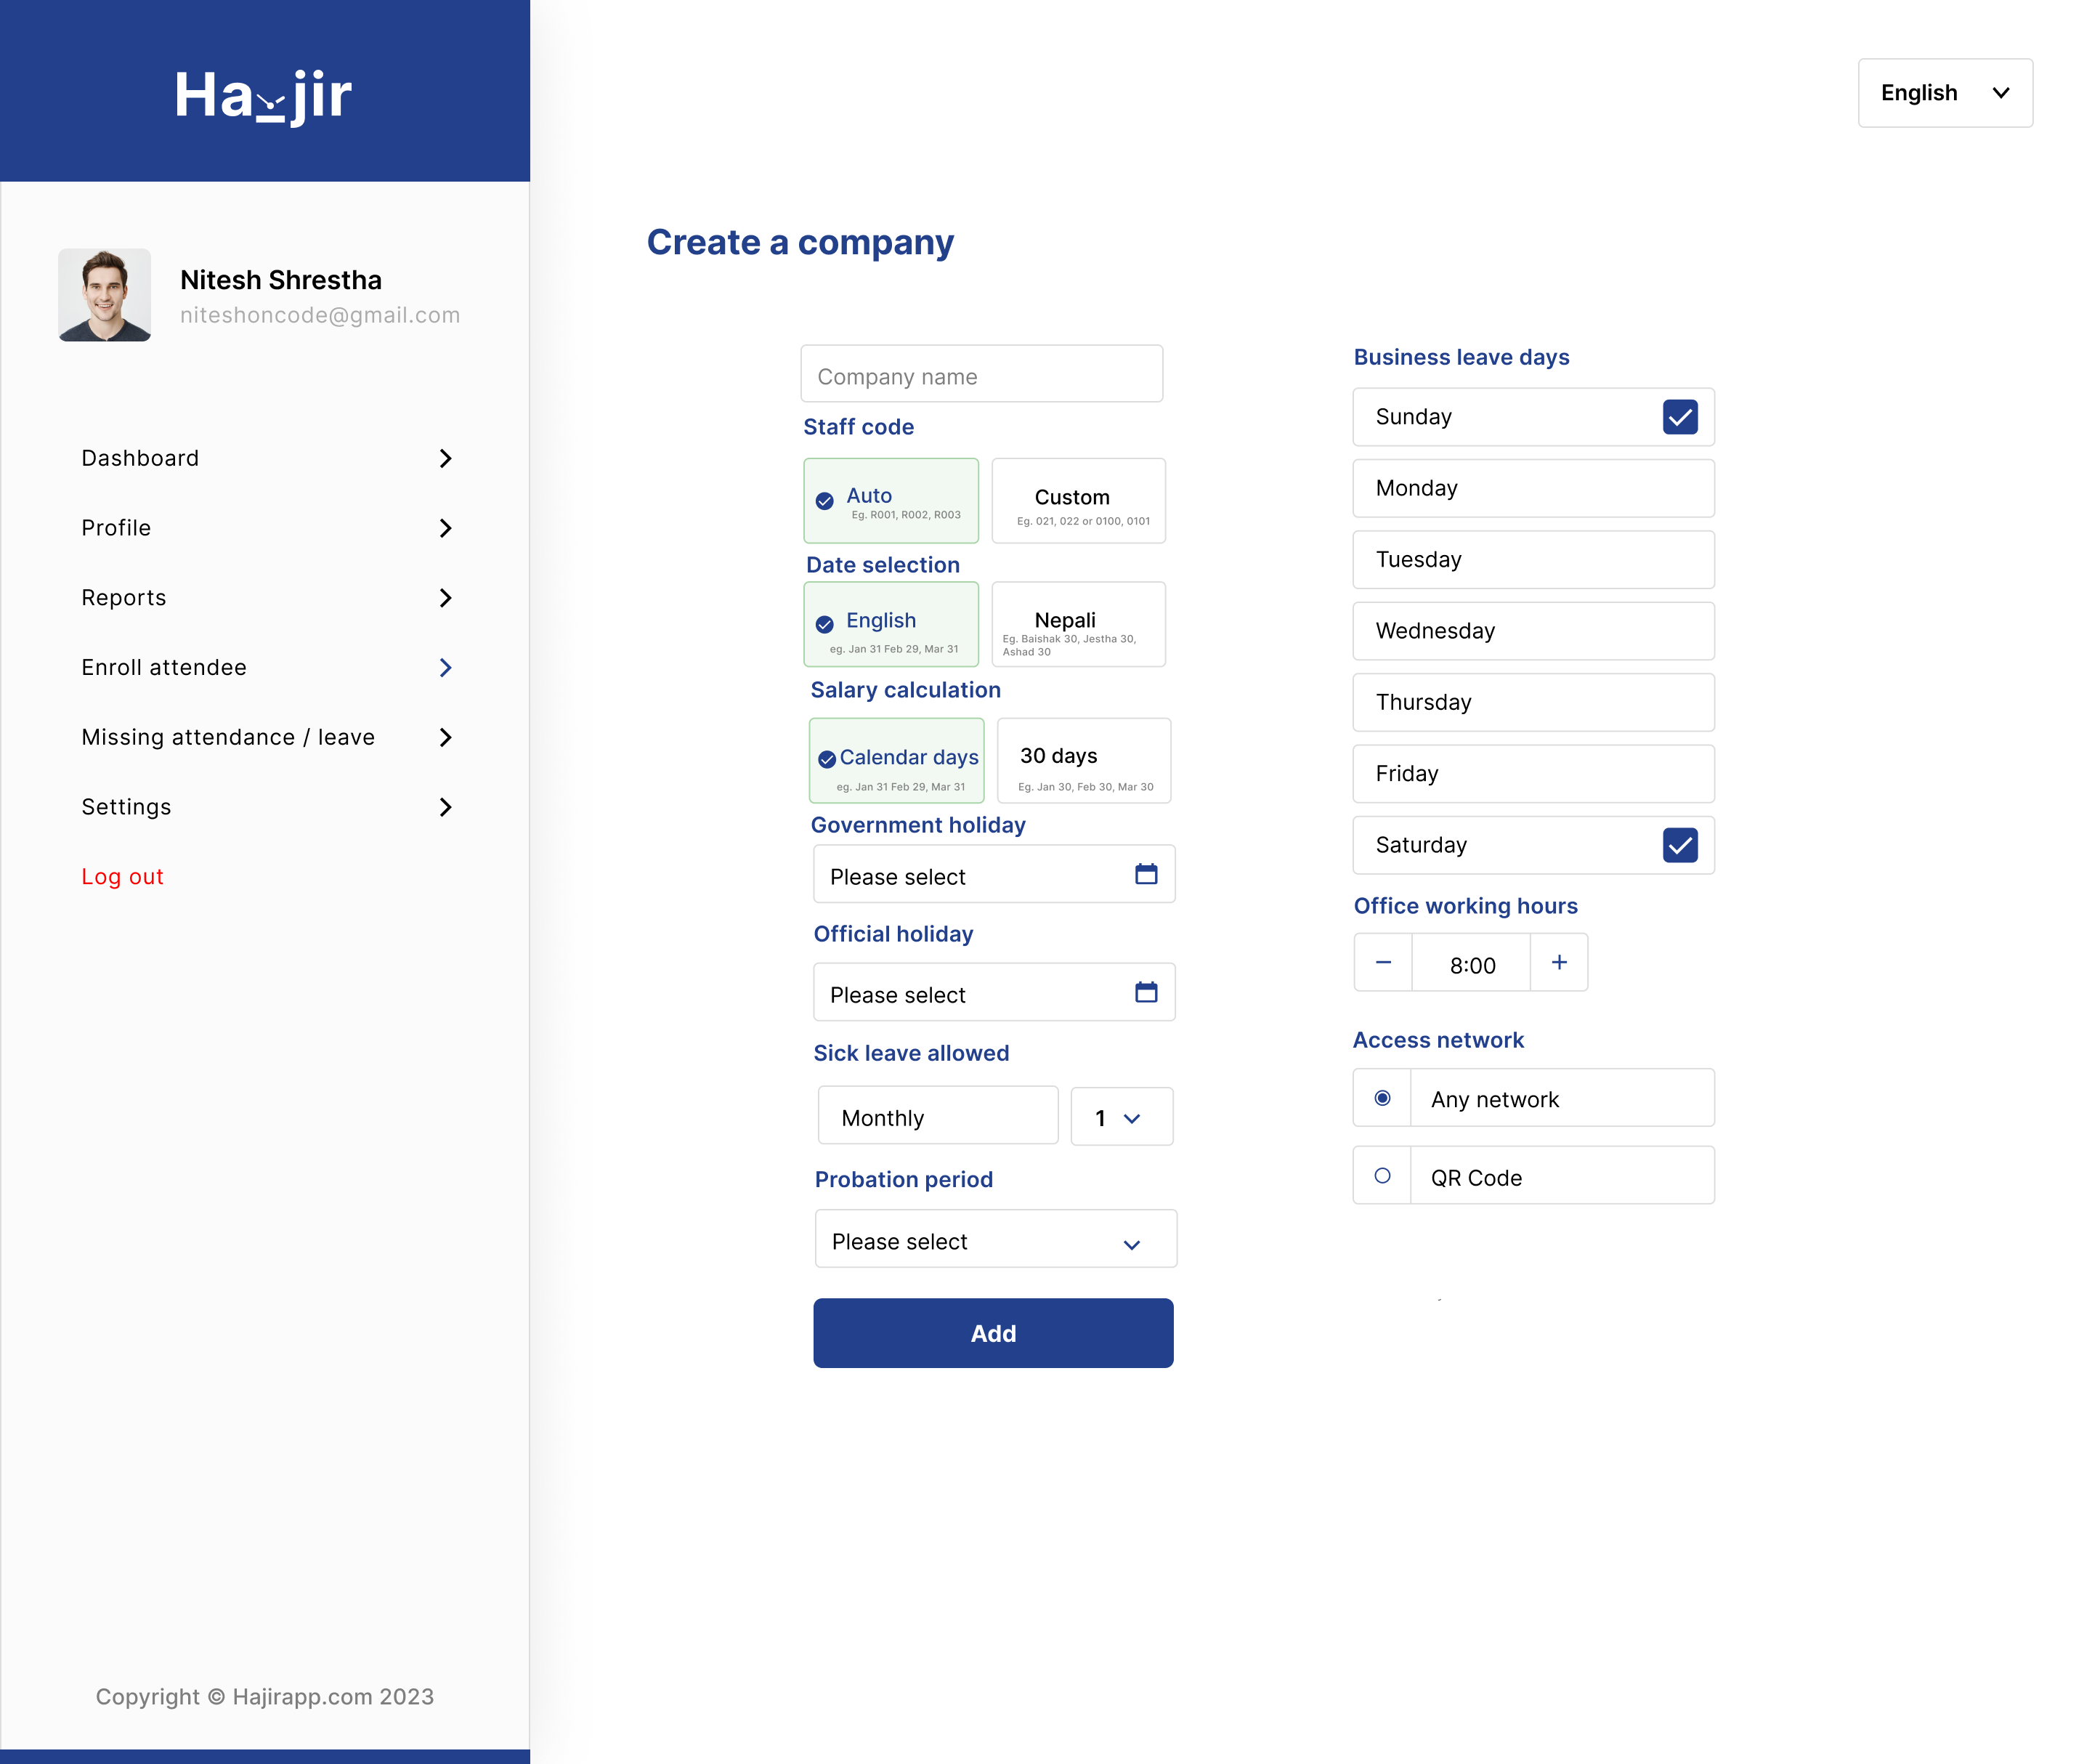 Hajir
English
Nitesh Shrestha
niteshoncode@gmail.com
Dashboard
Profile
Reports
Enroll attendee
Missing attendance / leave
Settings
Log out
Copyright © Hajirapp.com 2023
Create a company
Company name
Staff code
Auto
Eg. R001, R002, R003
Custom
Eg. 021, 022 or 0100, 0101
Date selection
English
eg. Jan 31 Feb 29, Mar 31
Nepali
Eg. Baishak 30, Jestha 30,
Ashad 30
Salary calculation
Calendar days
eg. Jan 31 Feb 29, Mar 31
30 days
Eg. Jan 30, Feb 30, Mar 30
Government holiday
Please select
Official holiday
Please select
Sick leave allowed
Monthly
1
Probation period
Please select
Add
Business leave days
Sunday
Monday
Tuesday
Wednesday
Thursday
Friday
Saturday
Office working hours
8:00
Access network
Any network
QR Code